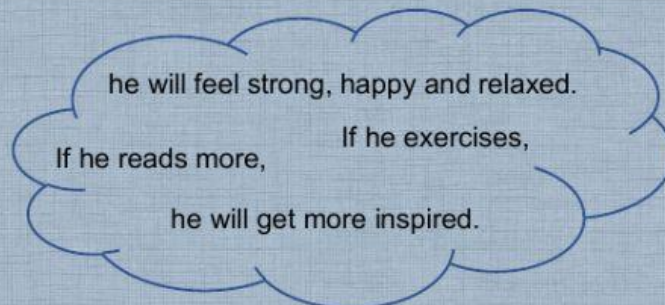 he will feel strong, happy and relaxed.
If he exercises,
If he reads more,
he will get more inspired.